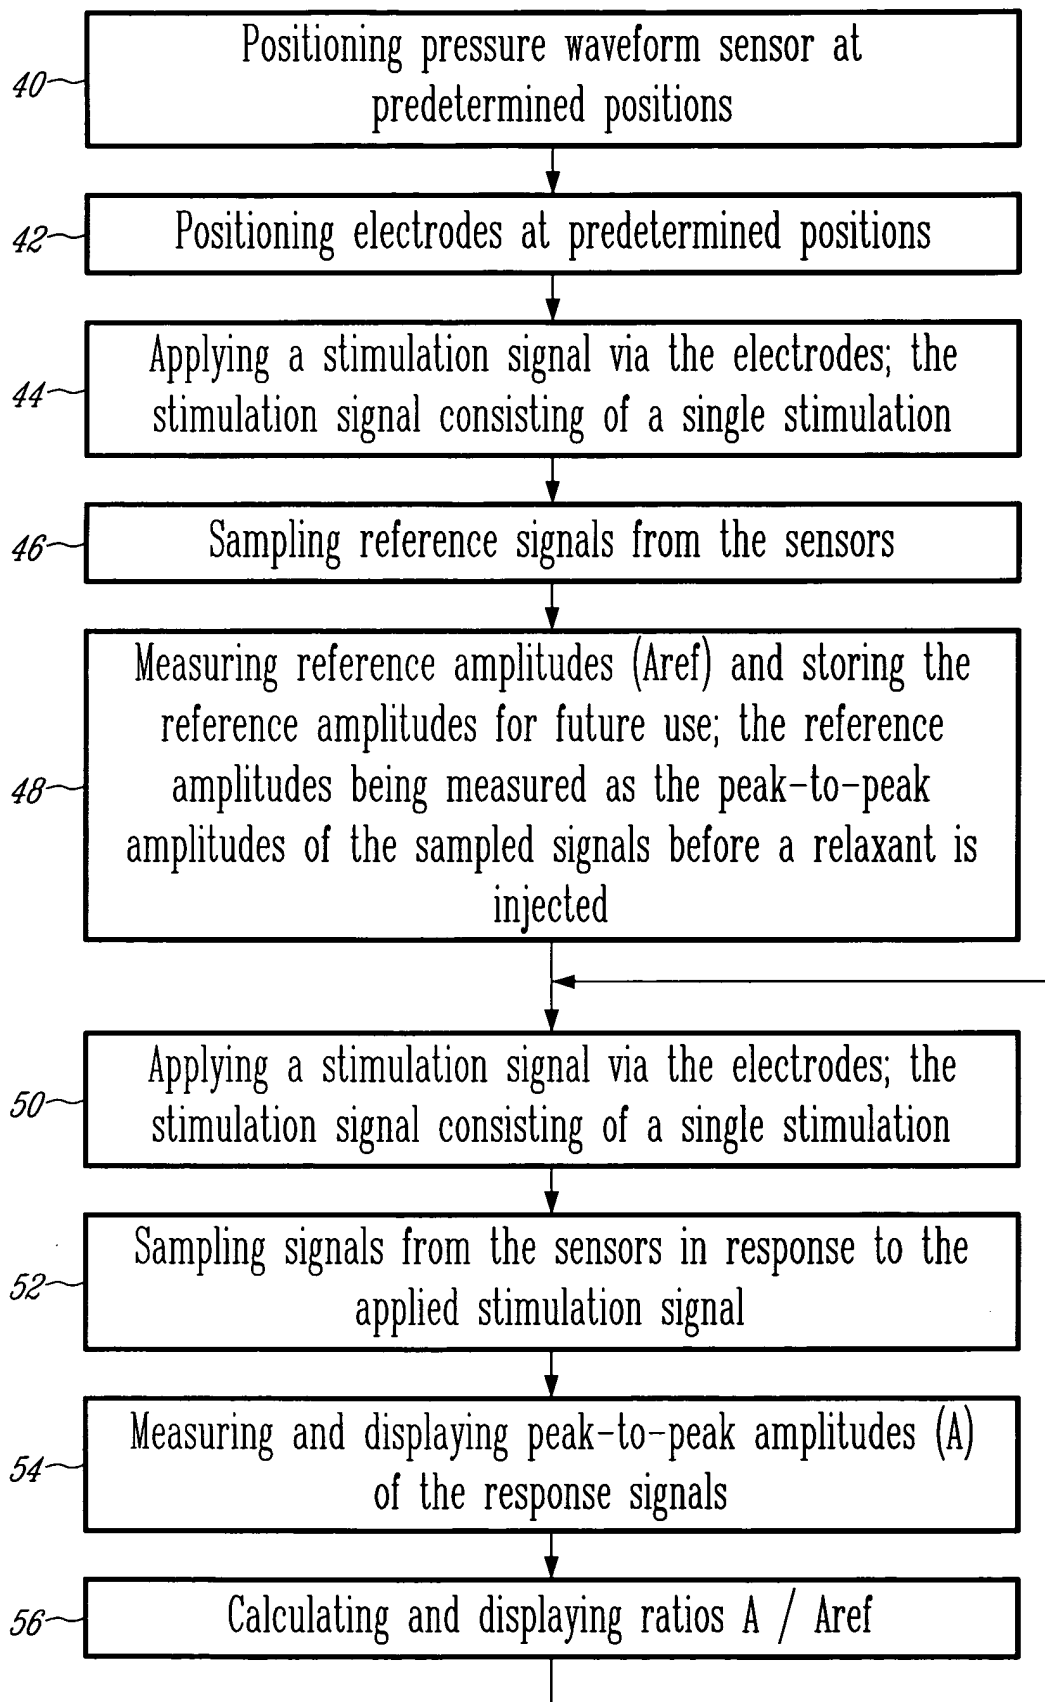 Positioning pressure waveform sensor at
predetermined positions
40
Positioning electrodes at predetermined positions
42
Applying a stimulation signal via the electrodes; the
stimulation signal consisting of a single stimulation
44
Sampling reference signals from the sensors
46
Measuring reference amplitudes (Aref) and storing the
reference amplitudes for future use; the reference
amplitudes being measured as the peak-to-peak
amplitudes of the sampled signals before a relaxant is
injected
48
Applying a stimulation signal via the electrodes; the
stimulation signal consisting of a single stimulation
50
Sampling signals from the sensors in response to the
applied stimulation signal
52
Measuring and displaying peak-to-peak amplitudes (A)
of the response signals
54
Calculating and displaying ratios A / Aref
56